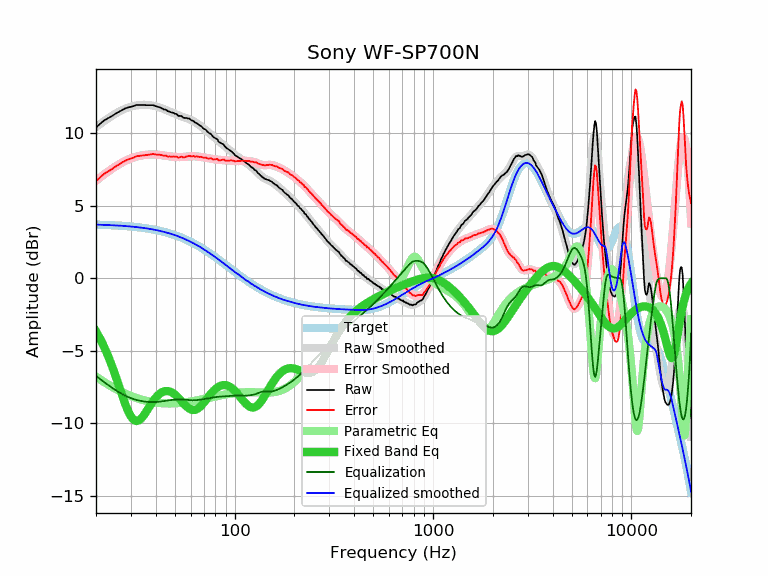 Sony WF-SP700N
Amplitude (dBr)
10
5
0
−5
−10
−15
Target
Raw Smoothed
Error Smoothed
Raw
Error
Parametric Eq
Fixed Band Eq
Equalization
Equalized smoothed
100 1000 10000
Frequency (Hz)